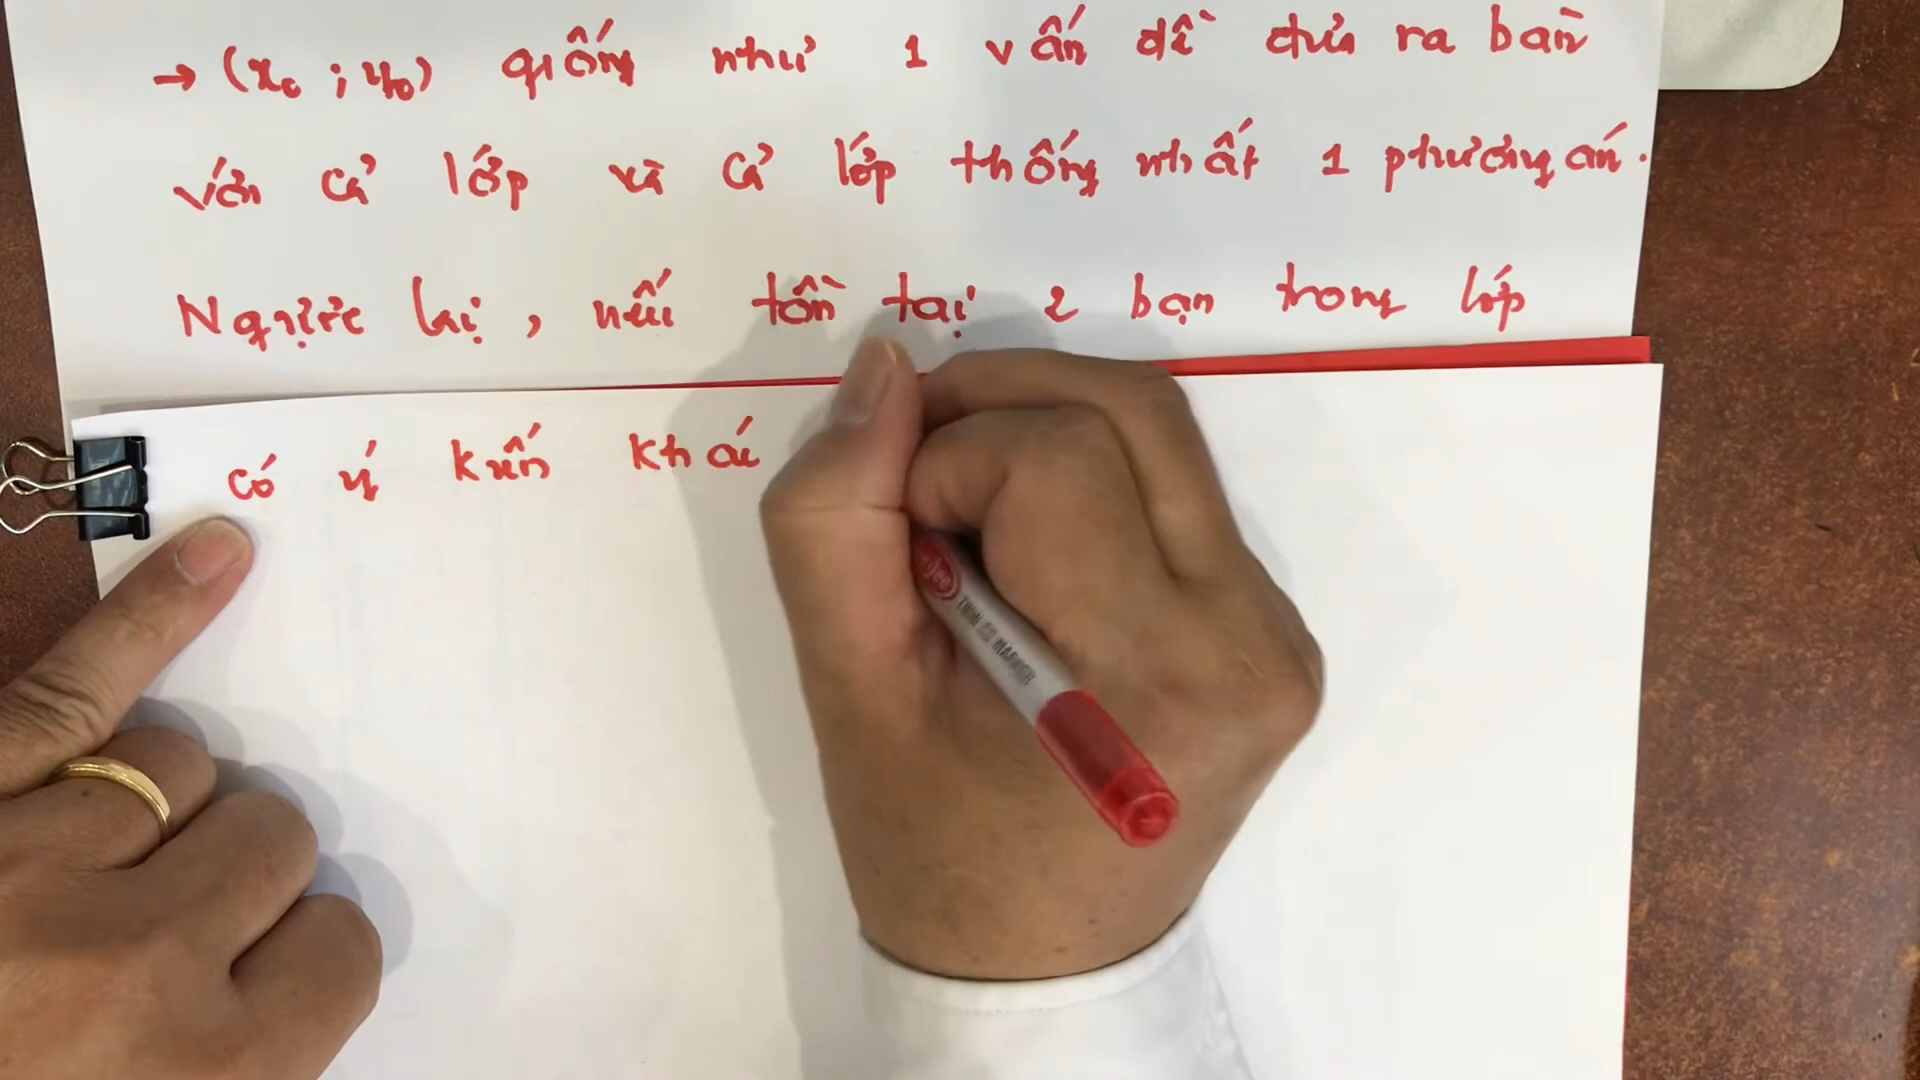 → (x₀ ; y₀) giống như 1 vấn đề đưa ra bàn
với cả lớp và cả lớp thống nhất 1 phương án.
Ngược lại, nếu tồn tại 2 bạn trong lớp
có ý kiến khác